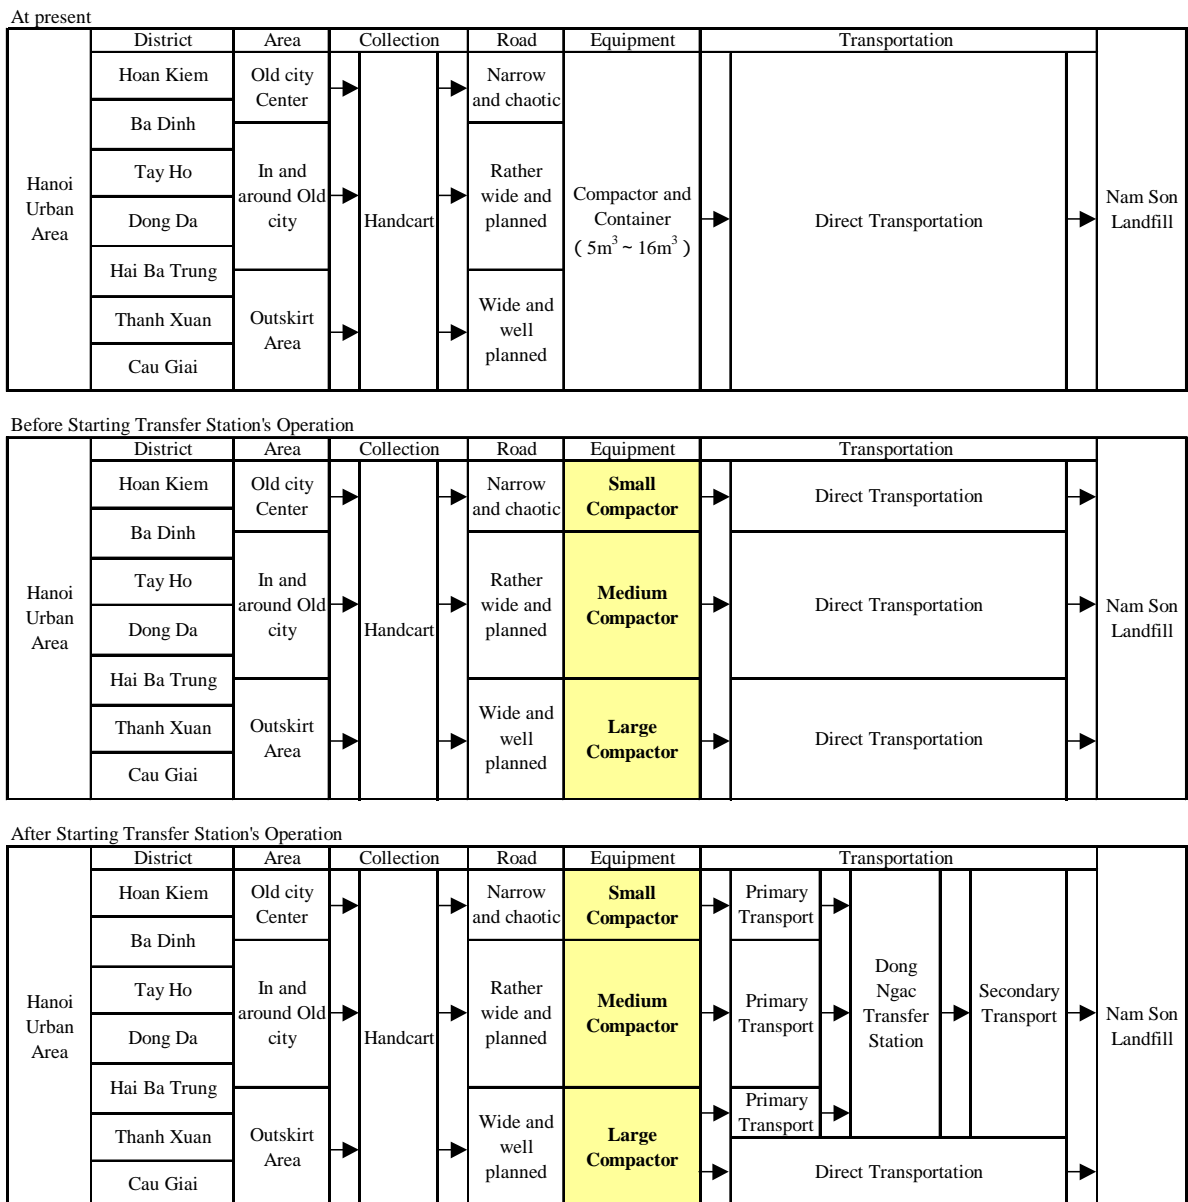 At present
District Area Collection Road Equipment Transportation
Hanoi
Urban
Area
Hoan Kiem
Ba Dinh
Tay Ho
Dong Da
Hai Ba Trung
Thanh Xuan
Cau Giai
Old city
Center
In and
around Old
city
Outskirt
Area
Handcart
Narrow
and chaotic
Rather
wide and
planned
Wide and
well
planned
Compactor and
Container
( 5m³ ~ 16m³ )
Direct Transportation
Nam Son
Landfill
Before Starting Transfer Station's Operation
District Area Collection Road Equipment Transportation
Hanoi
Urban
Area
Hoan Kiem
Ba Dinh
Tay Ho
Dong Da
Hai Ba Trung
Thanh Xuan
Cau Giai
Old city
Center
In and
around Old
city
Outskirt
Area
Handcart
Narrow
and chaotic
Rather
wide and
planned
Wide and
well
planned
Small
Compactor
Medium
Compactor
Large
Compactor
Direct Transportation
Direct Transportation
Direct Transportation
Nam Son
Landfill
After Starting Transfer Station's Operation
District Area Collection Road Equipment Transportation
Hanoi
Urban
Area
Hoan Kiem
Ba Dinh
Tay Ho
Dong Da
Hai Ba Trung
Thanh Xuan
Cau Giai
Old city
Center
In and
around Old
city
Outskirt
Area
Handcart
Narrow
and chaotic
Rather
wide and
planned
Wide and
well
planned
Small
Compactor
Medium
Compactor
Large
Compactor
Primary
Transport
Primary
Transport
Primary
Transport
Dong
Ngac
Transfer
Station
Secondary
Transport
Direct Transportation
Nam Son
Landfill